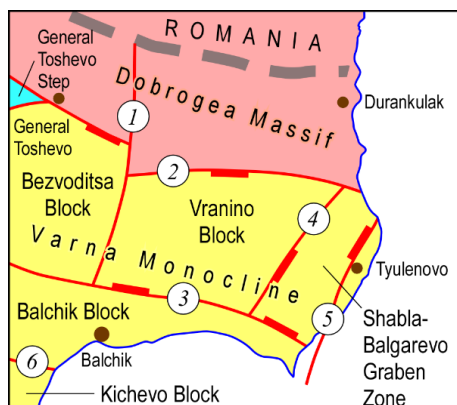 ROMANIA
General
Toshevo
Step
Dobrogea Massif
Durankulak
1
General
Toshevo
2
Bezvoditsa
Block
Vranino
Block
4
Varna Monocline
Tyulenovo
3
5
Balchik Block
Shabla-
Balgarevo
Graben
Zone
6
Balchik
Kichevo Block